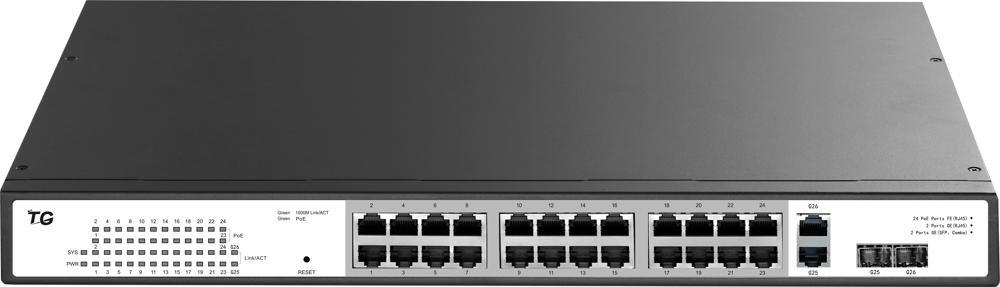 TG
Green 1000M Link/ACT
Green PoE
2 4 6 8 10 12 14 16 18 20 22 24
1 23 PoE
2 24 G26
SYS
Link/ACT
PWR
1 3 5 7 9 11 13 15 17 19 21 23 G25
RESET
2 4 6 8 10 12 14 16 18 20 22 24
1 3 5 7 9 11 13 15 17 19 21 23
G26
G25
24 PoE Ports FE(RJ45) •
2 Ports GE(RJ45) •
2 Ports GE(SFP、Combo) •
G25 G26